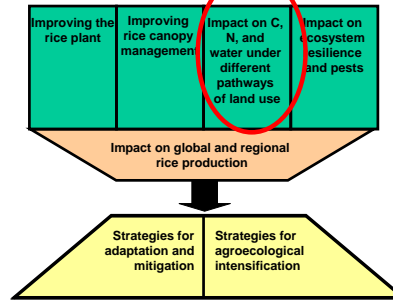 Improving the
rice plant
Improving
rice canopy
management
Impact on C,
N, and
water under
different
pathways
of land use
Impact on
ecosystem
resilience
and pests
Impact on global and regional
rice production
Strategies for
adaptation and
mitigation
Strategies for
agroecological
intensification